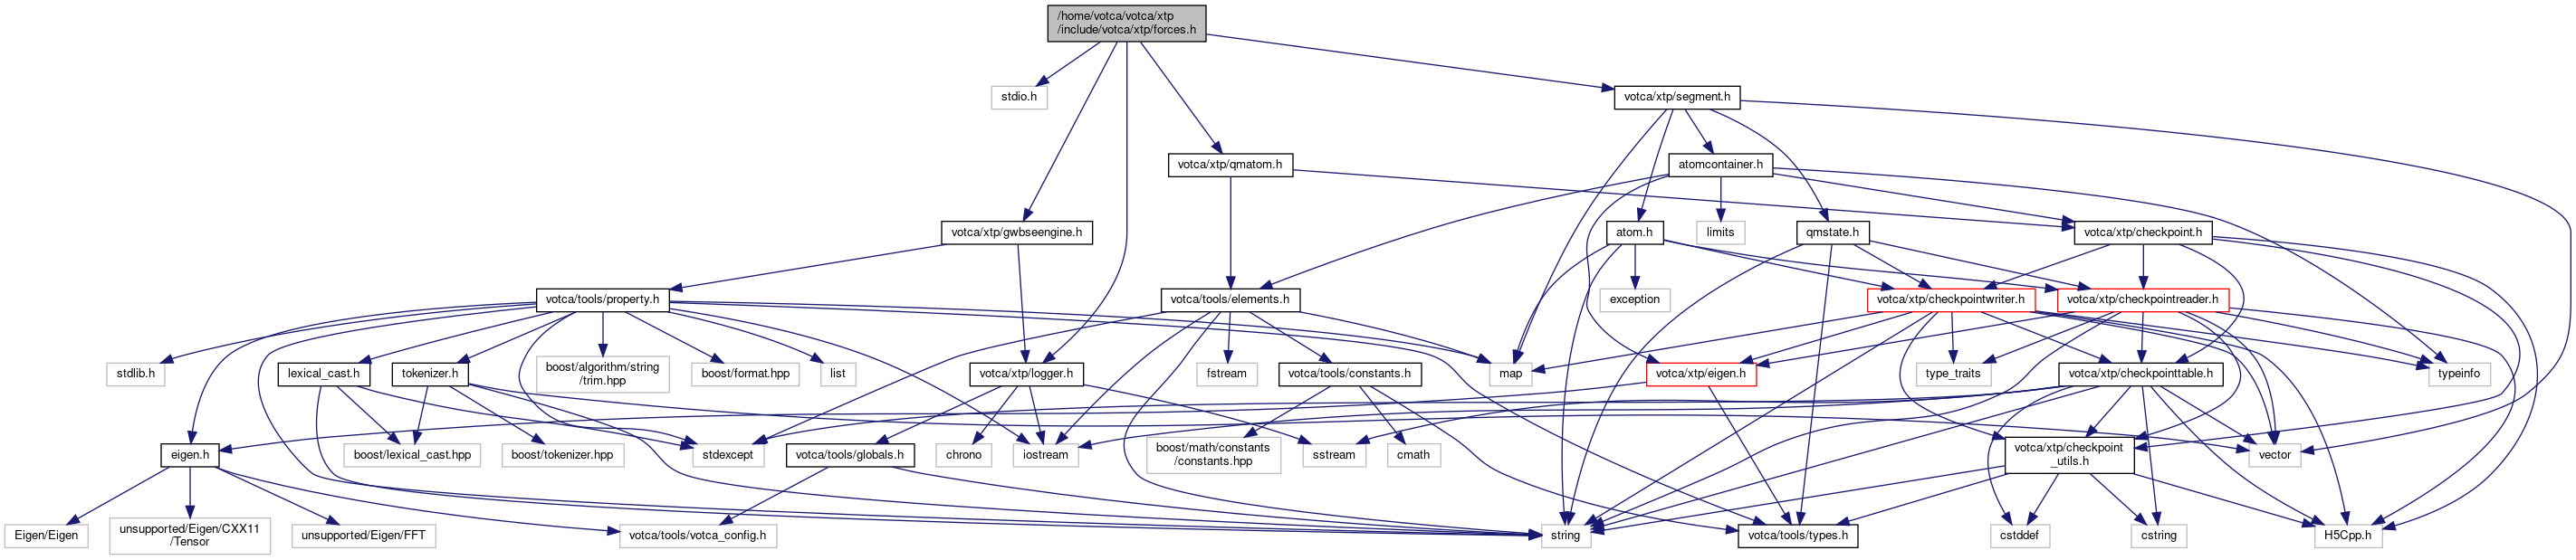 /home/votca/votca/xtp
/include/votca/xtp/forces.h
stdio.h
votca/xtp/segment.h
votca/xtp/qmatom.h
atomcontainer.h
votca/xtp/gwbseengine.h
atom.h
limits
qmstate.h
votca/xtp/checkpoint.h
votca/tools/property.h
votca/tools/elements.h
exception
votca/xtp/checkpointwriter.h
votca/xtp/checkpointreader.h
stdlib.h
lexical_cast.h
tokenizer.h
boost/algorithm/string
/trim.hpp
boost/format.hpp
list
votca/xtp/logger.h
fstream
votca/tools/constants.h
map
votca/xtp/eigen.h
type_traits
votca/xtp/checkpointtable.h
typeinfo
eigen.h
boost/lexical_cast.hpp
boost/tokenizer.hpp
stdexcept
votca/tools/globals.h
chrono
iostream
boost/math/constants
/constants.hpp
sstream
cmath
votca/xtp/checkpoint
_utils.h
vector
Eigen/Eigen
unsupported/Eigen/CXX11
/Tensor
unsupported/Eigen/FFT
votca/tools/votca_config.h
string
votca/tools/types.h
cstddef
cstring
H5Cpp.h